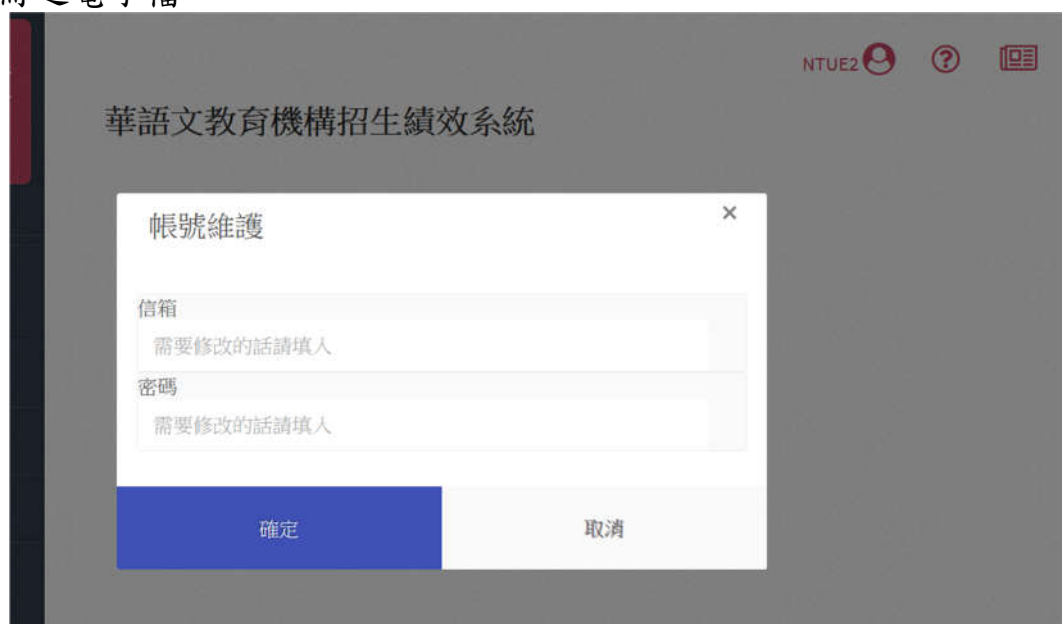 NTUE2
華語文教育機構招生績效系統
帳號維護 ×
信箱
需要修改的話請填入
密碼
需要修改的話請填入
確定 取消